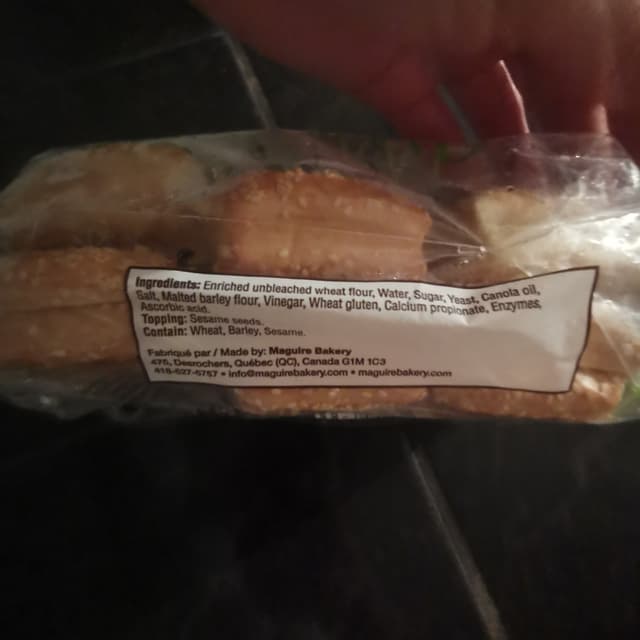 Ingredients: Enriched unbleached wheat flour, Water, Sugar, Yeast, Canola oil,
Salt, Malted barley flour, Vinegar, Wheat gluten, Calcium propionate, Enzymes,
Ascorbic acid.
Topping: Sesame seeds.
Contain: Wheat, Barley, Sesame.
Fabriqué par / Made by: Maguire Bakery
475, Desrochers, Québec (QC), Canada G1M 1C3
418-627-5757 • info@maguirebakery.com • maguirebakery.com